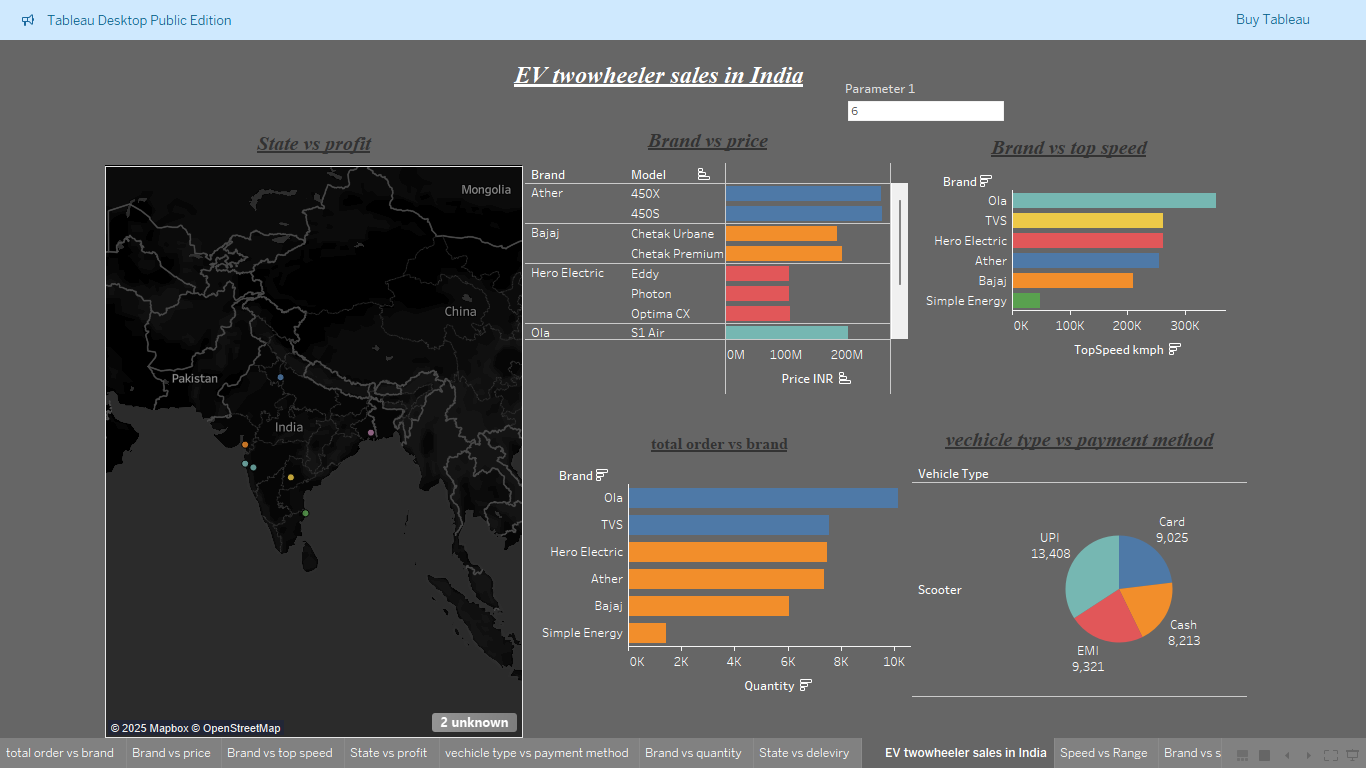 Tableau Desktop Public Edition
Buy Tableau
EV twowheeler sales in India
Parameter 1
6
State vs profit
Mongolia
China
Pakistan
India
© 2025 Mapbox © OpenStreetMap
2 unknown
Brand vs price
Brand Model
Ather 450X
450S
Bajaj Chetak Urbane
Chetak Premium
Hero Electric Eddy
Photon
Optima CX
Ola S1 Air
0M 100M 200M
Price INR
Brand vs top speed
Brand
Ola
TVS
Hero Electric
Ather
Bajaj
Simple Energy
0K 100K 200K 300K
TopSpeed kmph
total order vs brand
Brand
Ola
TVS
Hero Electric
Ather
Bajaj
Simple Energy
0K 2K 4K 6K 8K 10K
Quantity
vechicle type vs payment method
Vehicle Type
Scooter
Card
9,025
UPI
13,408
Cash
8,213
EMI
9,321
total order vs brand Brand vs price Brand vs top speed State vs profit vechicle type vs payment method Brand vs quantity State vs deleviry EV twowheeler sales in India Speed vs Range Brand vs s